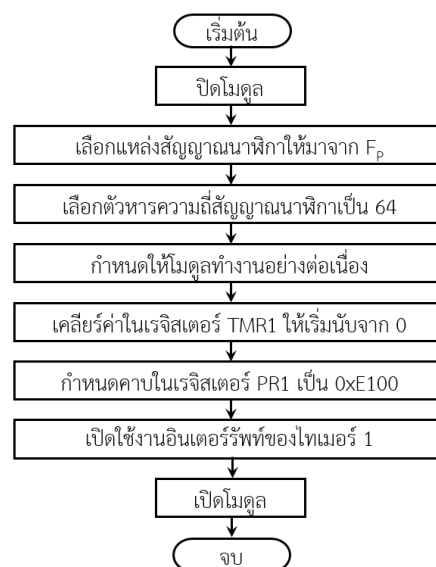 เริ่มต้น
ปิดโมดูล
เลือกแหล่งสัญญาณนาฬิกาให้มาจาก F_P
เลือกตัวหารความถี่สัญญาณนาฬิกาเป็น 64
กำหนดให้โมดูลทำงานอย่างต่อเนื่อง
เคลียร์ค่าในเรจิสเตอร์ TMR1 ให้เริ่มนับจาก 0
กำหนดคาบในเรจิสเตอร์ PR1 เป็น 0xE100
เปิดใช้งานอินเตอร์รัพท์ของไทเมอร์ 1
เปิดโมดูล
จบ